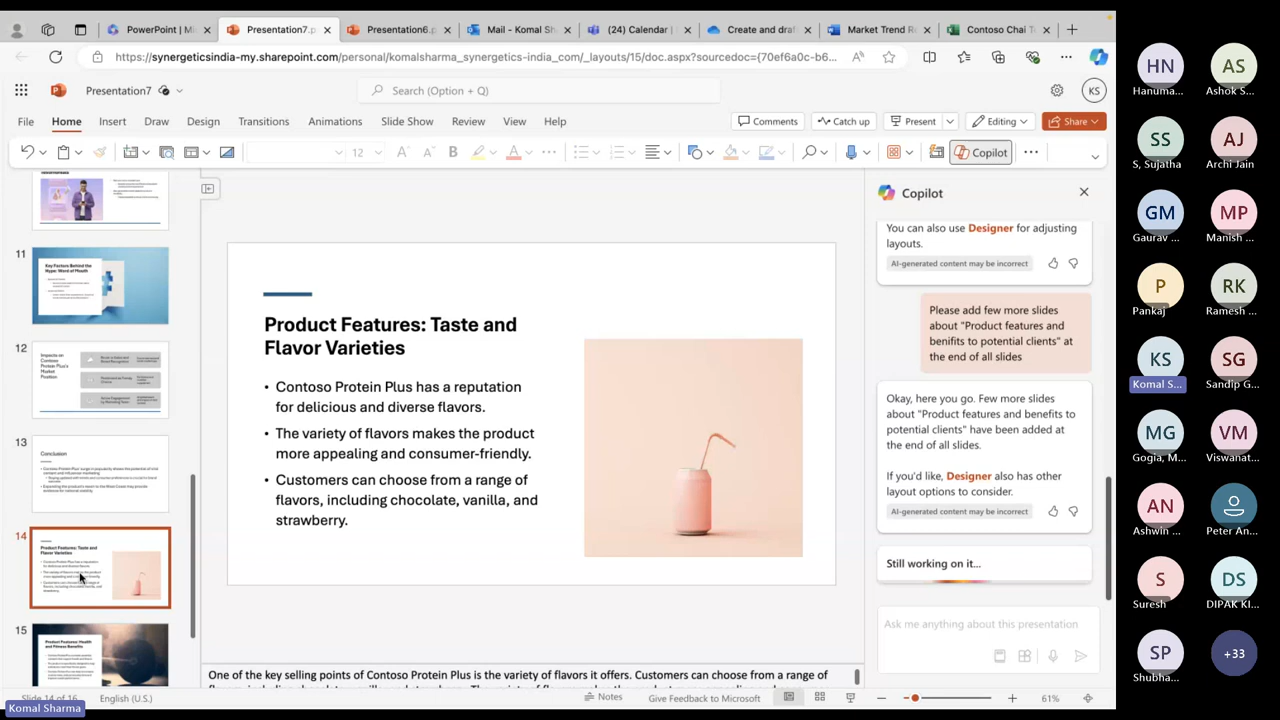 PowerPoint | Mi
Presentation7.p
Presentation6.p
Mail - Komal Sh
(24) Calendar |
Create and draf
Market Trend R
Contoso Chai T
https://synergeticsindia-my.sharepoint.com/personal/komalsharma_synergetics-india_com/_layouts/15/doc.aspx?sourcedoc={70ef6a0c-b6...
Presentation7
Search (Option + Q)
KS
File Home Insert Draw Design Transitions Animations Slide Show Review View Help
Comments Catch up Present Editing Share
12
Copilot
11
Key Factors Behind the
Hype: Word of Mouth
12
Impacts on
Contoso
Protein Plus's
Market
Position
13
Conclusion
14
Product Features: Taste and
Flavor Varieties
15
Product Features: Health
and Fitness Benefits
Product Features: Taste and
Flavor Varieties
• Contoso Protein Plus has a reputation
for delicious and diverse flavors.
• The variety of flavors makes the product
more appealing and consumer-friendly.
• Customers can choose from a range of
flavors, including chocolate, vanilla, and
strawberry.
One of the key selling points of Contoso Protein Plus is the variety of flavors it offers. Customers can choose from a range of
Copilot
You can also use Designer for adjusting
layouts.
AI-generated content may be incorrect
Please add few more slides
about "Product features and
benifits to potential clients" at
the end of all slides
Okay, here you go. Few more slides
about "Product features and benefits to
potential clients" have been added at
the end of all slides.
If you'd like, Designer also has other
layout options to consider.
AI-generated content may be incorrect
Still working on it...
Ask me anything about this presentation
Slide 14 of 16
English (U.S.)
Notes
Give Feedback to Microsoft
61%
Komal Sharma
HN
Hanuma...
AS
Ashok S...
SS
S, Sujatha
AJ
Archi Jain
GM
Gaurav ...
MP
Manish ...
P
Pankaj
RK
Ramesh ...
KS
Komal S...
SG
Sandip G...
MG
Gogia, M...
VM
Viswanat...
AN
Ashwin ...
Peter An...
S
Suresh
DS
DIPAK KI...
SP
Shubha...
+33